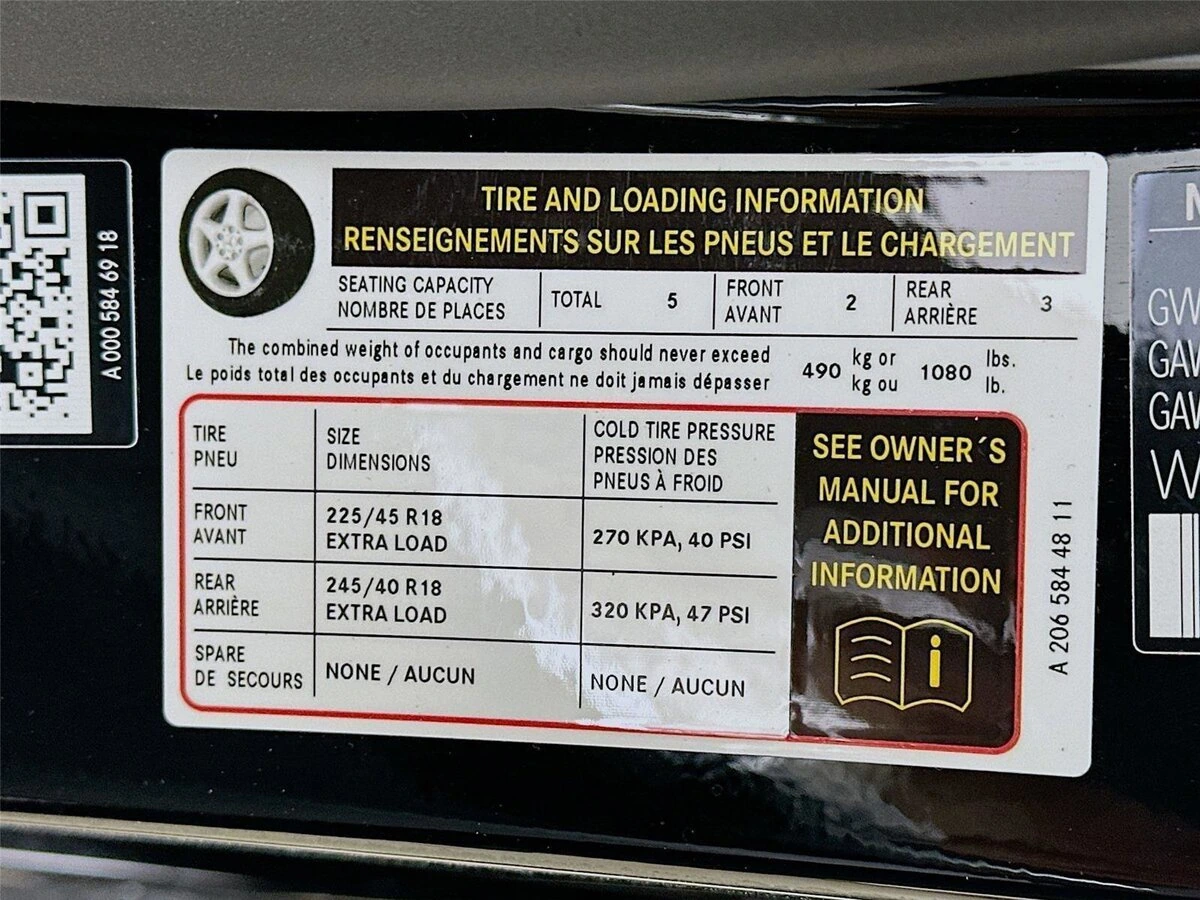 A 000 584 69 18
TIRE AND LOADING INFORMATION
RENSEIGNEMENTS SUR LES PNEUS ET LE CHARGEMENT
SEATING CAPACITY
NOMBRE DE PLACES
TOTAL 5
FRONT
AVANT
2
REAR
ARRIÈRE
3
The combined weight of occupants and cargo should never exceed
Le poids total des occupants et du chargement ne doit jamais dépasser
490 kg or
kg ou
1080 lbs.
lb.
TIRE
PNEU
SIZE
DIMENSIONS
COLD TIRE PRESSURE
PRESSION DES
PNEUS À FROID
FRONT
AVANT
225/45 R18
EXTRA LOAD
270 KPA, 40 PSI
REAR
ARRIÈRE
245/40 R18
EXTRA LOAD
320 KPA, 47 PSI
SPARE
DE SECOURS
NONE / AUCUN
NONE / AUCUN
SEE OWNER´S
MANUAL FOR
ADDITIONAL
INFORMATION
i
A 206 584 48 11